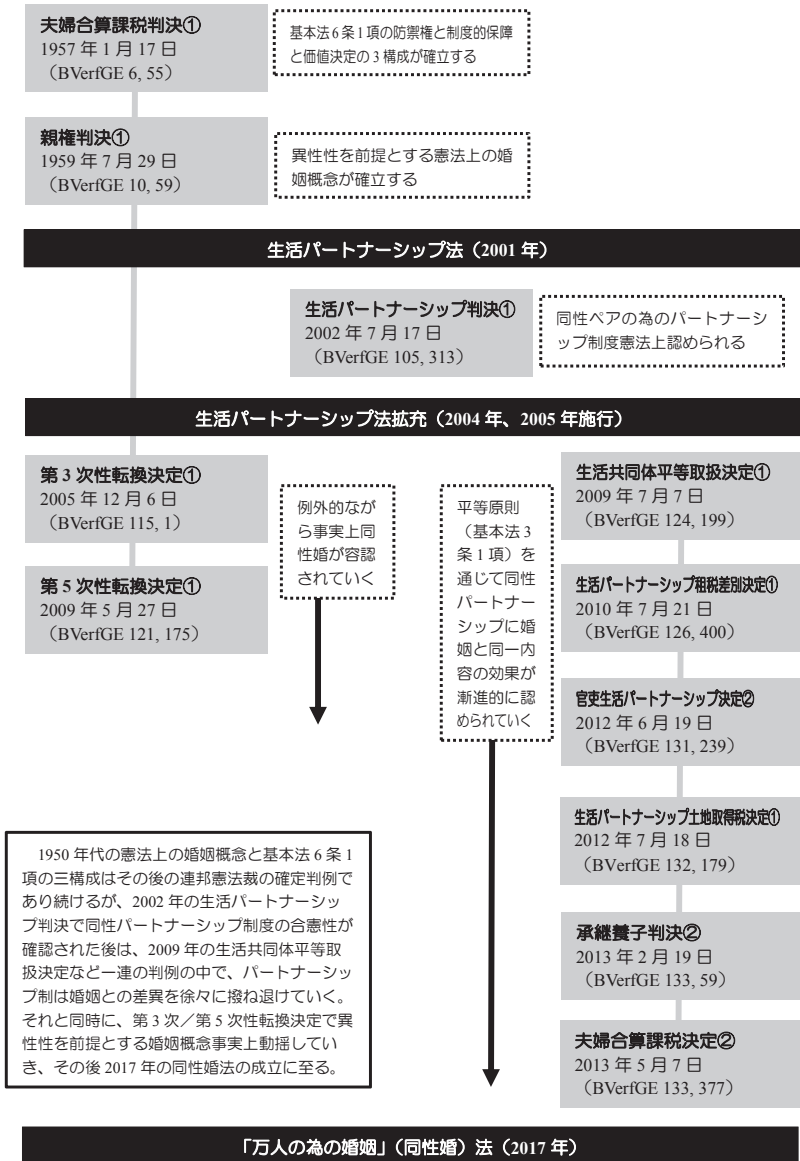 夫婦合算課税判決①
1957 年 1 月 17 日
（BVerfGE 6, 55）
基本法6条1項の防禦権と制度的保障
と価値決定の3構成が確立する
親権判決①
1959 年 7 月 29 日
（BVerfGE 10, 59）
異性性を前提とする憲法上の婚
姻概念が確立する
生活パートナーシップ法（2001 年）
生活パートナーシップ判決①
2002 年 7 月 17 日
（BVerfGE 105, 313）
同性ペアの為のパートナーシ
ップ制度憲法上認められる
生活パートナーシップ法拡充（2004 年、2005 年施行）
第 3 次性転換決定①
2005 年 12 月 6 日
（BVerfGE 115, 1）
第 5 次性転換決定①
2009 年 5 月 27 日
（BVerfGE 121, 175）
例外的なが
ら事実上同
性婚が容認
されていく
平等原則
（基本法 3
条 1 項）を
通じて同性
パートナー
シップに婚
姻と同一内
容の効果が
漸進的に認
められていく
生活共同体平等取扱決定①
2009 年 7 月 7 日
（BVerfGE 124, 199）
生活パートナーシップ租税差別決定①
2010 年 7 月 21 日
（BVerfGE 126, 400）
官吏生活パートナーシップ決定②
2012 年 6 月 19 日
（BVerfGE 131, 239）
生活パートナーシップ土地取得税決定①
2012 年 7 月 18 日
（BVerfGE 132, 179）
承継養子判決②
2013 年 2 月 19 日
（BVerfGE 133, 59）
夫婦合算課税決定②
2013 年 5 月 7 日
（BVerfGE 133, 377）
1950 年代の憲法上の婚姻概念と基本法 6 条 1
項の三構成はその後の連邦憲法裁の確定判例で
あり続けるが、2002 年の生活パートナーシッ
プ判決で同性パートナーシップ制度の合憲性が
確認された後は、2009 年の生活共同体平等取
扱決定など一連の判例の中で、パートナーシッ
プ制は婚姻との差異を徐々に撥ね退けていく。
それと同時に、第 3 次／第 5 次性転換決定で異
性性を前提とする婚姻概念事実上動揺してい
き、その後 2017 年の同性婚法の成立に至る。
「万人の為の婚姻」（同性婚）法（2017 年）